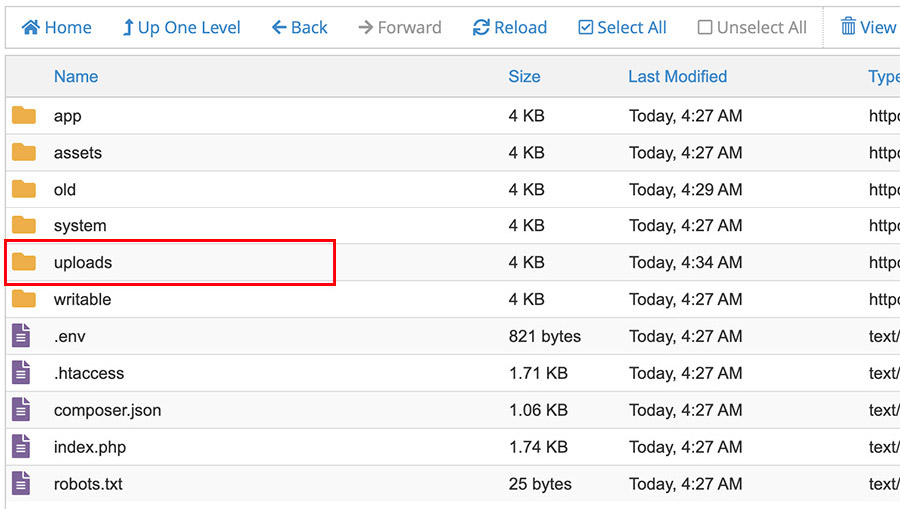 Home Up One Level Back Forward Reload Select All Unselect All View
Name Size Last Modified Type
app 4 KB Today, 4:27 AM httpd
assets 4 KB Today, 4:27 AM httpd
old 4 KB Today, 4:29 AM httpd
system 4 KB Today, 4:27 AM httpd
uploads 4 KB Today, 4:34 AM httpd
writable 4 KB Today, 4:27 AM httpd
.env 821 bytes Today, 4:27 AM text/
.htaccess 1.71 KB Today, 4:27 AM text/
composer.json 1.06 KB Today, 4:27 AM text/
index.php 1.74 KB Today, 4:27 AM text/
robots.txt 25 bytes Today, 4:27 AM text/